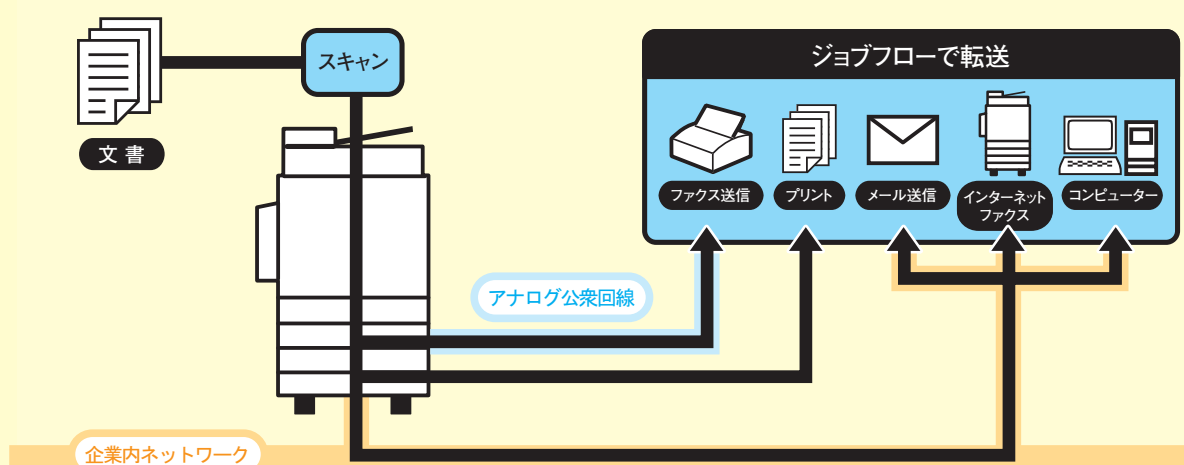 スキャン
文書
ジョブフローで転送
ファクス送信
プリント
メール送信
インターネット
ファクス
コンピューター
アナログ公衆回線
企業内ネットワーク